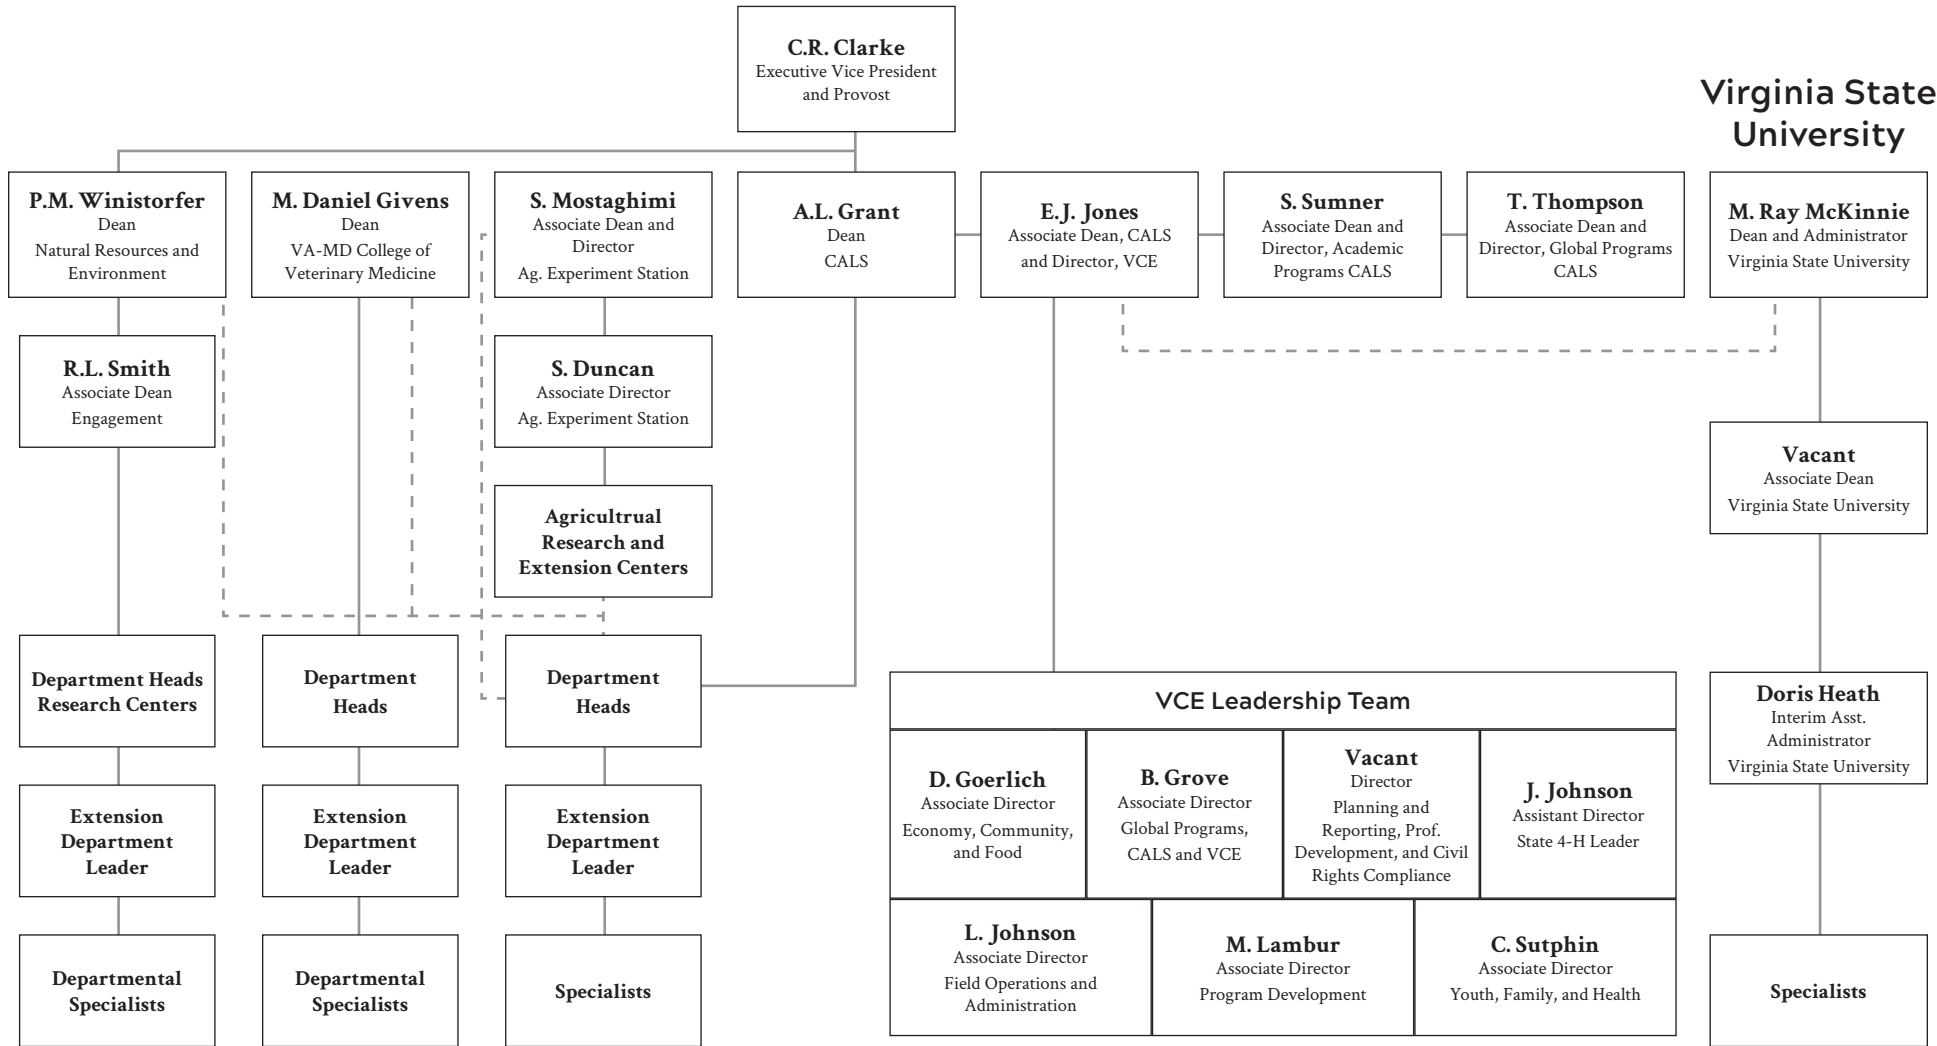 C.R. Clarke
Executive Vice President
and Provost
Virginia State
University
P.M. Winistorfer
Dean
Natural Resources and
Environment
M. Daniel Givens
Dean
VA-MD College of
Veterinary Medicine
S. Mostaghimi
Associate Dean and
Director
Ag. Experiment Station
A.L. Grant
Dean
CALS
E.J. Jones
Associate Dean, CALS
and Director, VCE
S. Sumner
Associate Dean and
Director, Academic
Programs CALS
T. Thompson
Associate Dean and
Director, Global Programs
CALS
M. Ray McKinnie
Dean and Administrator
Virginia State University
R.L. Smith
Associate Dean
Engagement
S. Duncan
Associate Director
Ag. Experiment Station
Vacant
Associate Dean
Virginia State University
Agricultrual
Research and
Extension Centers
Department Heads
Research Centers
Department
Heads
Department
Heads
VCE Leadership Team
Doris Heath
Interim Asst.
Administrator
Virginia State University
D. Goerlich
Associate Director
Economy, Community,
and Food
B. Grove
Associate Director
Global Programs,
CALS and VCE
Vacant
Director
Planning and
Reporting, Prof.
Development, and Civil
Rights Compliance
J. Johnson
Assistant Director
State 4-H Leader
Extension
Department
Leader
Extension
Department
Leader
Extension
Department
Leader
L. Johnson
Associate Director
Field Operations and
Administration
M. Lambur
Associate Director
Program Development
C. Sutphin
Associate Director
Youth, Family, and Health
Departmental
Specialists
Departmental
Specialists
Specialists
Specialists